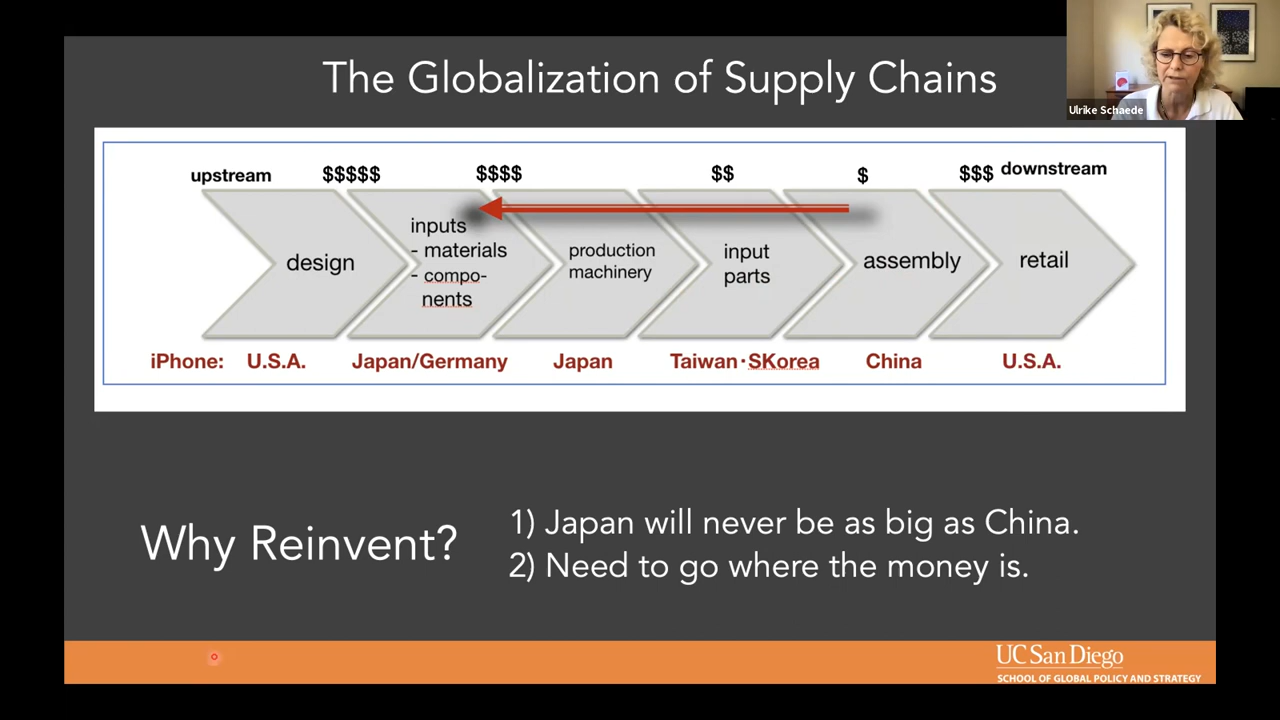 The Globalization of Supply Chains
Ulrike Schaede
upstream $$$$$ $$$$ $$ $ $$$ downstream
design
inputs
- materials
- compo-
nents
production
machinery
input
parts
assembly
retail
iPhone: U.S.A. Japan/Germany Japan Taiwan·SKorea China U.S.A.
Why Reinvent?
1) Japan will never be as big as China.
2) Need to go where the money is.
UC San Diego
SCHOOL OF GLOBAL POLICY AND STRATEGY